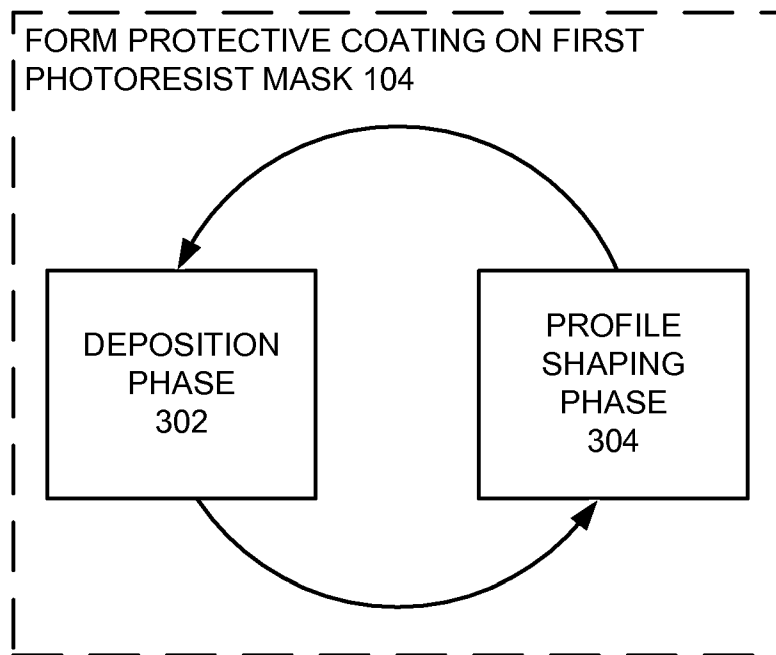 FORM PROTECTIVE COATING ON FIRST
PHOTORESIST MASK 104
DEPOSITION
PHASE
302
PROFILE
SHAPING
PHASE
304